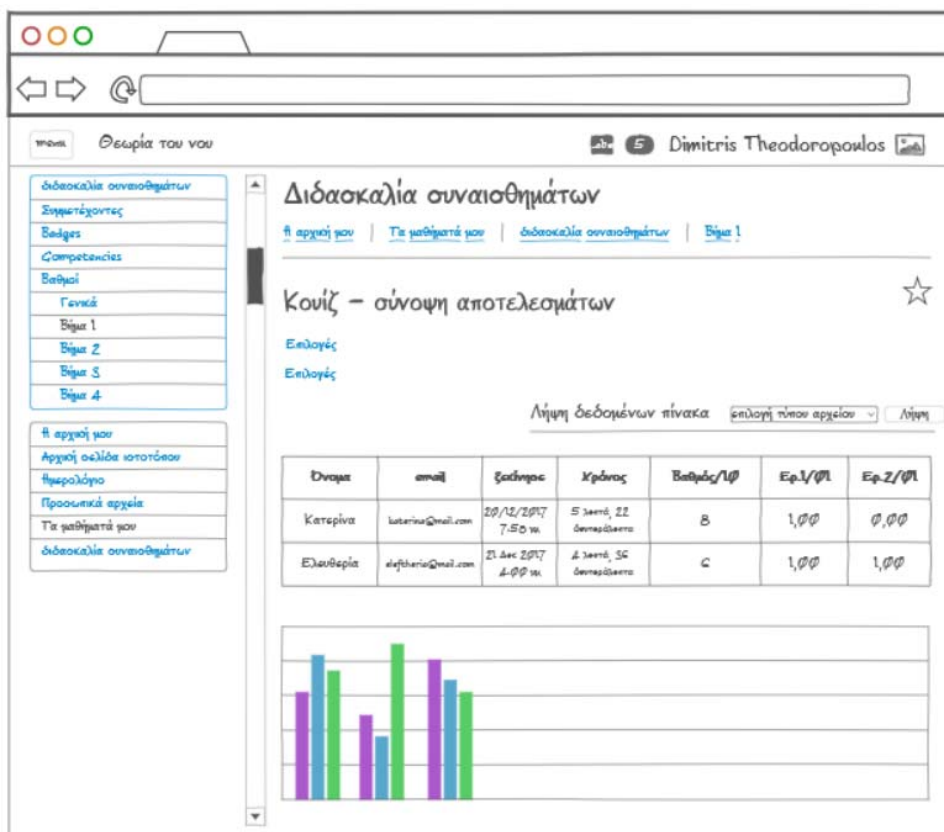 menu Θεωρία του νου abc 5 Dimitris Theodoropoulos
διδασκαλία συναισθημάτων
Συμμετέχοντες
Badges
Competencies
Βαθμοί
Γενικά
Βήμα 1
Βήμα 2
Βήμα 3
Βήμα 4
Η αρχική μου
Αρχική σελίδα ιστοτόπου
Ημερολόγιο
Προσωπικά αρχεία
Τα μαθήματά μου
διδασκαλία συναισθημάτων
Διδασκαλία συναισθημάτων
Η αρχική μου | Τα μαθήματά μου | διδασκαλία συναισθημάτων | Βήμα 1
Κουίζ – σύνοψη αποτελεσμάτων
Επιλογές
Επιλογές
Λήψη δεδομένων πίνακα επιλογή τύπου αρχείου Λήψη
Όνομα email ξεκίνησε Χρόνος Βαθμός/10 Ερ.1/01 Ερ.2/01
Κατερίνα katerina@mail.com 20/12/2017 5 λεπτά, 22 8 1,00 0,00
7.50 δευτερόλεπτα
Ελευθερία eleftheria@mail.com 21 Δεκ 2017 4 λεπτά, 36 6 1,00 1,00
4.00 δευτερόλεπτα